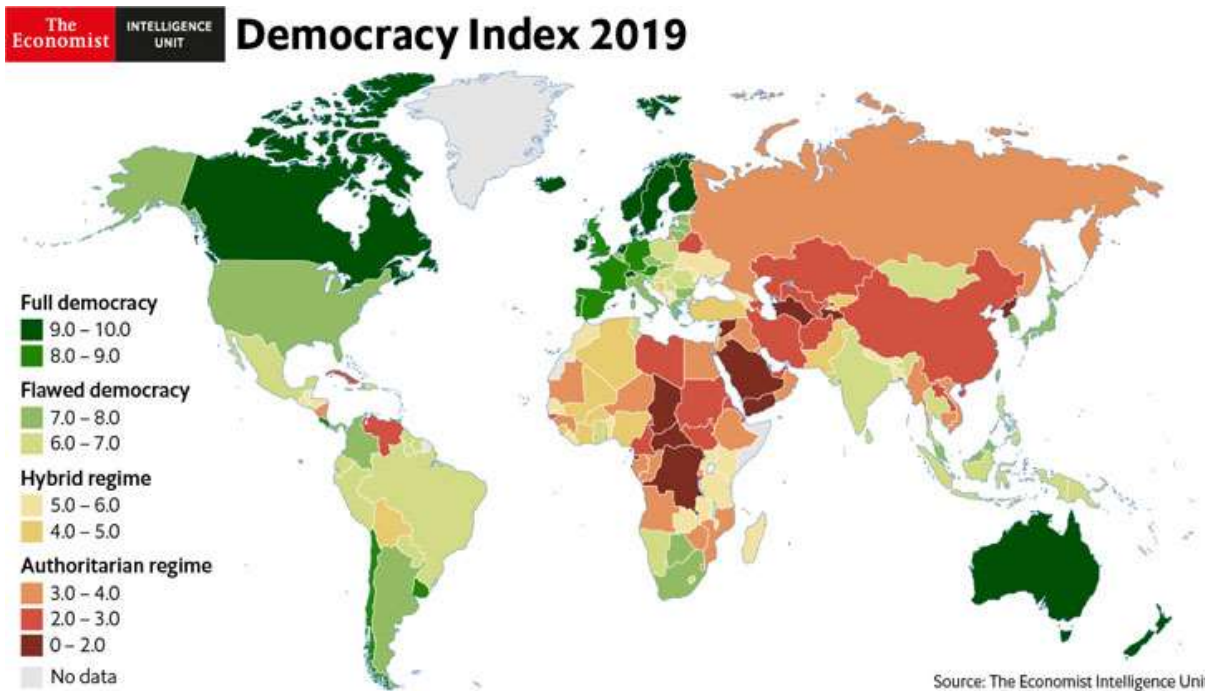 The
Economist
INTELLIGENCE
UNIT
Democracy Index 2019
Full democracy
9.0 – 10.0
8.0 – 9.0
Flawed democracy
7.0 – 8.0
6.0 – 7.0
Hybrid regime
5.0 – 6.0
4.0 – 5.0
Authoritarian regime
3.0 – 4.0
2.0 – 3.0
0 – 2.0
No data
Source: The Economist Intelligence Uni